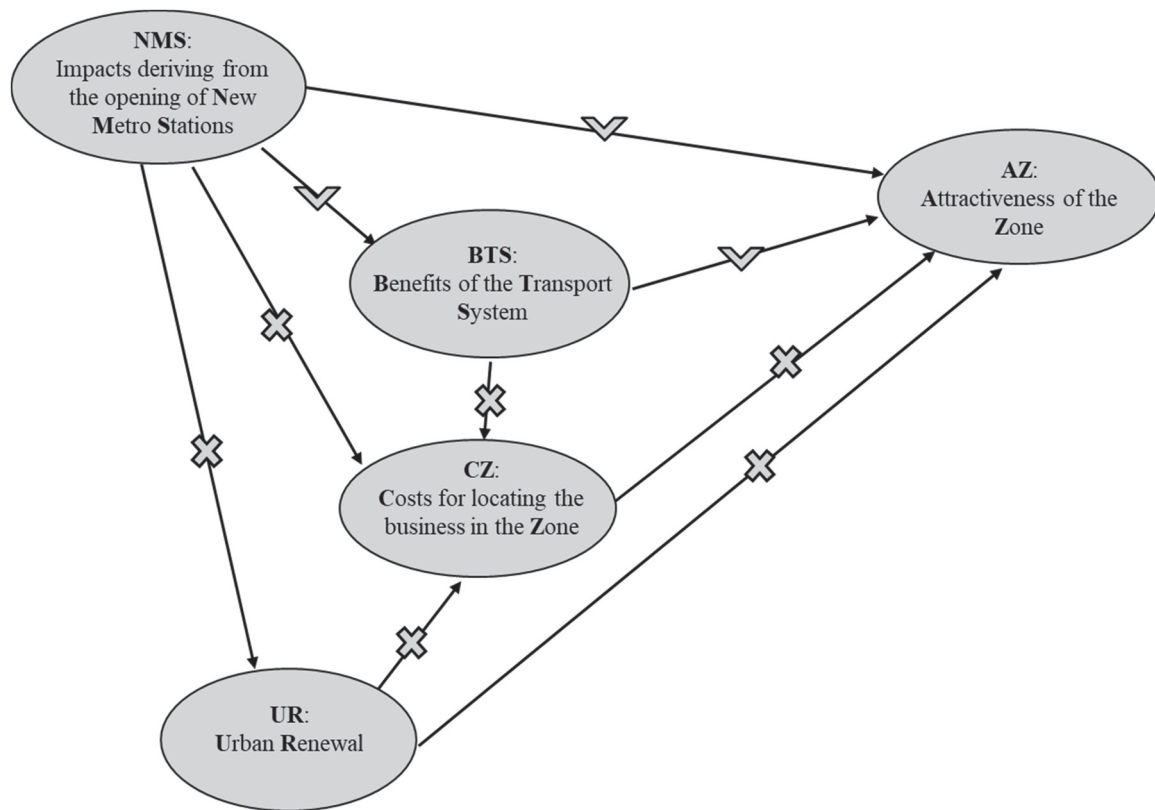 NMS:
Impacts deriving from
the opening of New
Metro Stations
AZ:
Attractiveness of the
Zone
BTS:
Benefits of the Transport
System
CZ:
Costs for locating the
business in the Zone
UR:
Urban Renewal